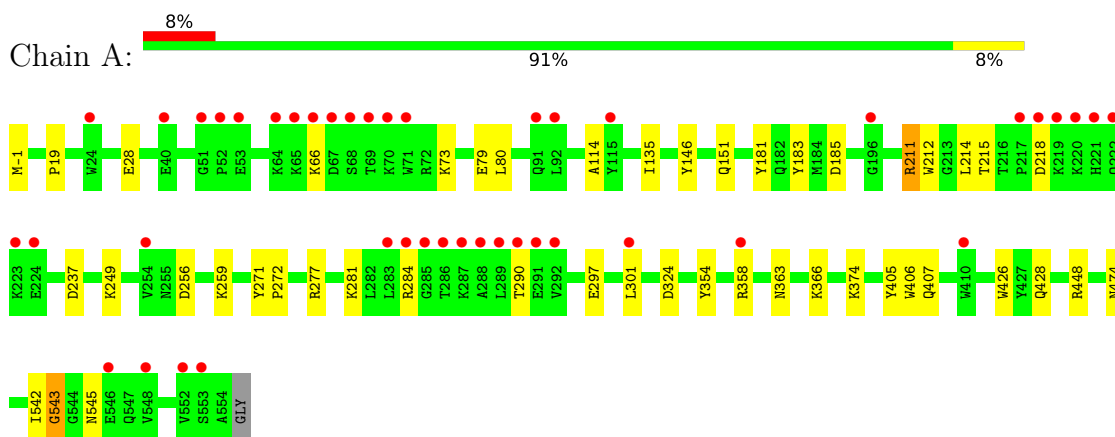 8%
Chain A:
91%
8%
M-1 P19 W24 E28 E40 G51 P52 E53 K64 K65 K66 D67 S68 T69 K70 W71 R72 K73 E79 L80 Q91 L92 A114 Y115 I135 Y146 Q151 Y181 Q182 Y183 M184 D185 G196 R211 W212 G213 L214 T215 T216 P217 D218 K219 K220 H221
K223 E224 D237 K249 V254 N255 D256 K259 Y271 P272 R277 K281 L282 L283 R284 G285 T286 K287 A288 L289 T290 E291 V292 E297 L301 D324 Y354 R358 N363 K366 K374 Y405 W406 Q407 W410 W426 Y427 Q428 R448 N474
I542 G543 G544 N545 E546 Q547 V548 V552 S553 A554 GLY